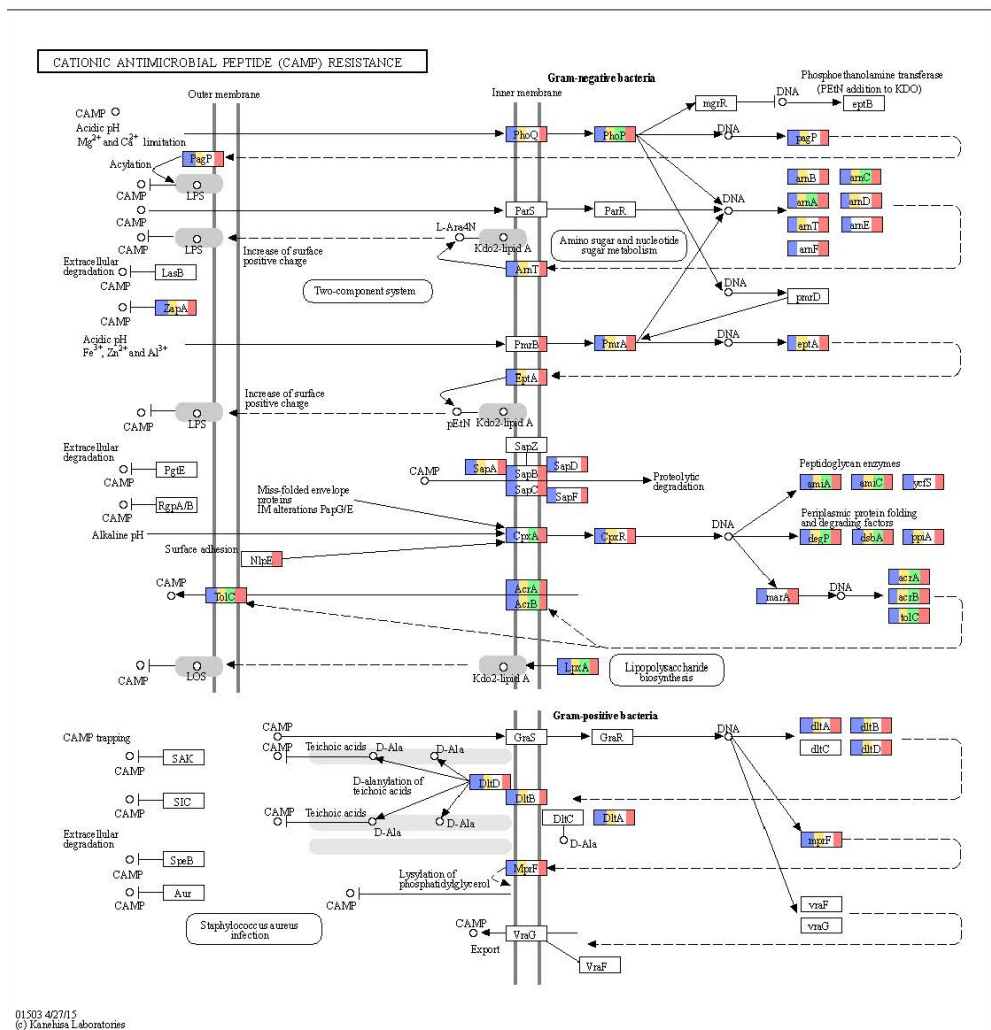 CATIONIC ANTIMICROBIAL PEPTIDE (CAMP) RESISTANCE
Gram-negative bacteria
Phosphoethanolamine transferase
(PEtN addition to KDO)
Outer membrane
Inner membrane
mgrR
DNA
eptB
CAMP
Acidic pH
Mg2+ and Ca2+ limitation
PhoQ
PhoP
DNA
pagP
PagP
Acylation
CAMP
LPS
arnB
arnC
DNA
arnA
arnD
arnT
arnE
arnF
CAMP
ParS
ParR
L-Ara4N
CAMP
LPS
Increase of surface
positive charge
Kdo2-lipid A
Amino sugar and nucleotide
sugar metabolism
ArnT
Extracellular
degradation
LasB
CAMP
Two-component system
DNA
pmrD
ZapA
CAMP
Acidic pH
Fe3+, Zn2+ and Al3+
PmrB
PmrA
DNA
eptA
EptA
Increase of surface
positive charge
CAMP
LPS
pEtN
Kdo2-lipid A
Extracellular
degradation
PgtE
CAMP
SapZ
SapA
SapD
CAMP
SapB
SapC
SapF
Proteolytic
degradation
Peptidoglycan enzymes
amiA
amiC
ycfS
RgpA/B
CAMP
Miss-folded envelope
proteins
IM alterations PapG/E
Periplasmic protein folding
and degrading factors
Alkaline pH
CpxA
CpxR
DNA
degP
dsbA
ppiA
Surface adhesion
NlpE
CAMP
TolC
AcrA
AcrB
marA
DNA
acrA
acrB
tolC
CAMP
LOS
Kdo2-lipid A
LpxA
Lipopolysaccharide
biosynthesis
Gram-positive bacteria
CAMP trapping
CAMP
GraS
GraR
DNA
dltA
dltB
dltC
dltD
SAK
CAMP
CAMP
Teichoic acids
D-Ala
D-Ala
D-alanylation of
teichoic acids
DltD
DltB
SIC
CAMP
CAMP
Teichoic acids
D-Ala
D-Ala
DltC
DltA
D-Ala
Extracellular
degradation
mprF
SpeB
CAMP
MprF
Lysylation of
phosphatidylglycerol
Aur
CAMP
CAMP
Staphylococcus aureus
infection
CAMP
Export
VraG
VraF
vraF
vraG
01503 4/27/15
(c) Kanehisa Laboratories